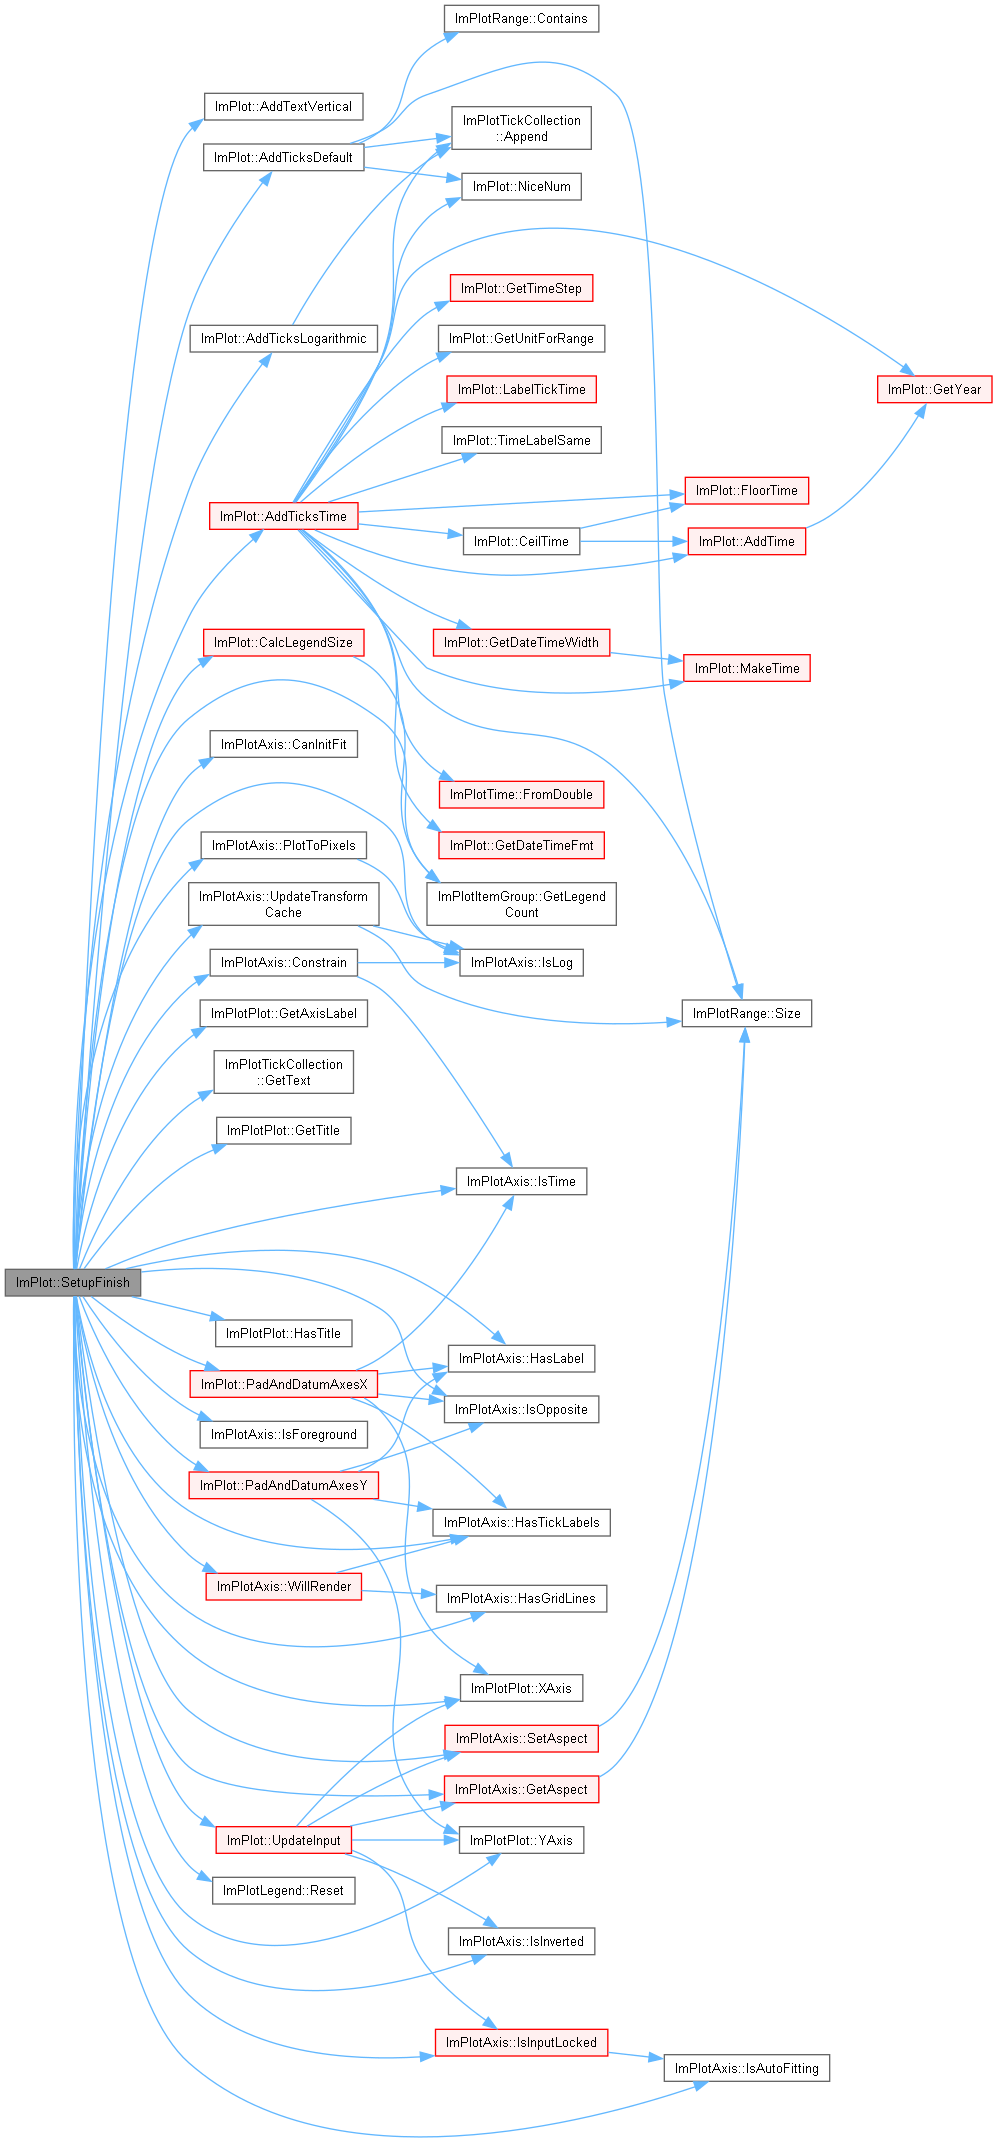 ImPlotRange::Contains
ImPlot::AddTextVertical
ImPlotTickCollection
::Append
ImPlot::AddTicksDefault
ImPlot::NiceNum
ImPlot::GetTimeStep
ImPlot::AddTicksLogarithmic
ImPlot::GetUnitForRange
ImPlot::LabelTickTime
ImPlot::GetYear
ImPlot::TimeLabelSame
ImPlot::FloorTime
ImPlot::AddTicksTime
ImPlot::CeilTime
ImPlot::AddTime
ImPlot::CalcLegendSize
ImPlot::GetDateTimeWidth
ImPlot::MakeTime
ImPlotAxis::CanInitFit
ImPlotTime::FromDouble
ImPlotAxis::PlotToPixels
ImPlot::GetDateTimeFmt
ImPlotAxis::UpdateTransform
Cache
ImPlotItemGroup::GetLegend
Count
ImPlotAxis::Constrain
ImPlotAxis::IsLog
ImPlotPlot::GetAxisLabel
ImPlotRange::Size
ImPlotTickCollection
::GetText
ImPlotPlot::GetTitle
ImPlotAxis::IsTime
ImPlot::SetupFinish
ImPlotPlot::HasTitle
ImPlotAxis::HasLabel
ImPlot::PadAndDatumAxesX
ImPlotAxis::IsOpposite
ImPlotAxis::IsForeground
ImPlot::PadAndDatumAxesY
ImPlotAxis::HasTickLabels
ImPlotAxis::WillRender
ImPlotAxis::HasGridLines
ImPlotPlot::XAxis
ImPlotAxis::SetAspect
ImPlotAxis::GetAspect
ImPlot::UpdateInput
ImPlotPlot::YAxis
ImPlotLegend::Reset
ImPlotAxis::IsInverted
ImPlotAxis::IsInputLocked
ImPlotAxis::IsAutoFitting